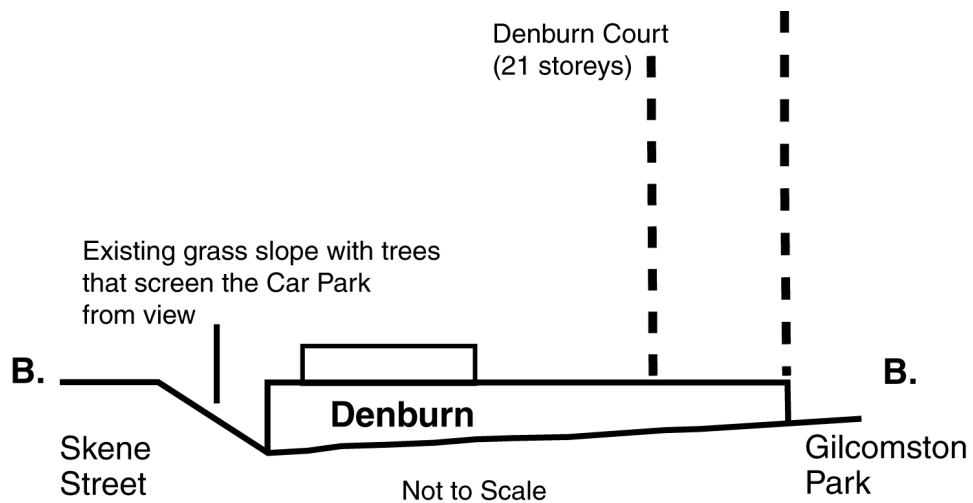 Denburn Court
(21 storeys)
Existing grass slope with trees
that screen the Car Park
from view
B.
B.
Denburn
Skene
Street
Gilcomston
Park
Not to Scale